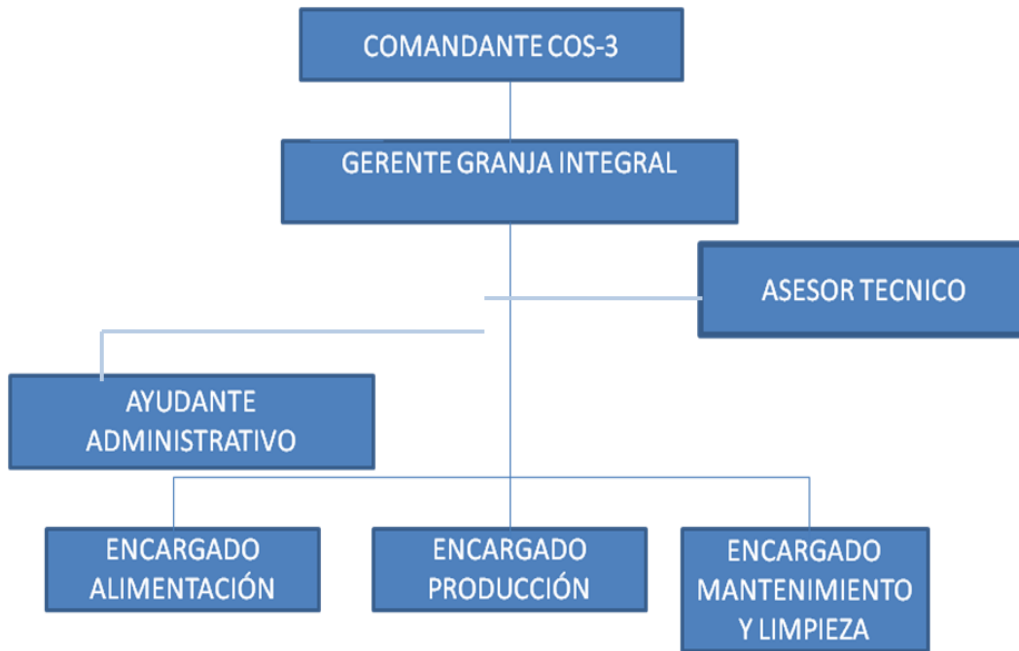 COMANDANTE COS-3
GERENTE GRANJA INTEGRAL
ASESOR TECNICO
AYUDANTE
ADMINISTRATIVO
ENCARGADO
ALIMENTACIÓN
ENCARGADO
PRODUCCIÓN
ENCARGADO
MANTENIMIENTO
Y LIMPIEZA